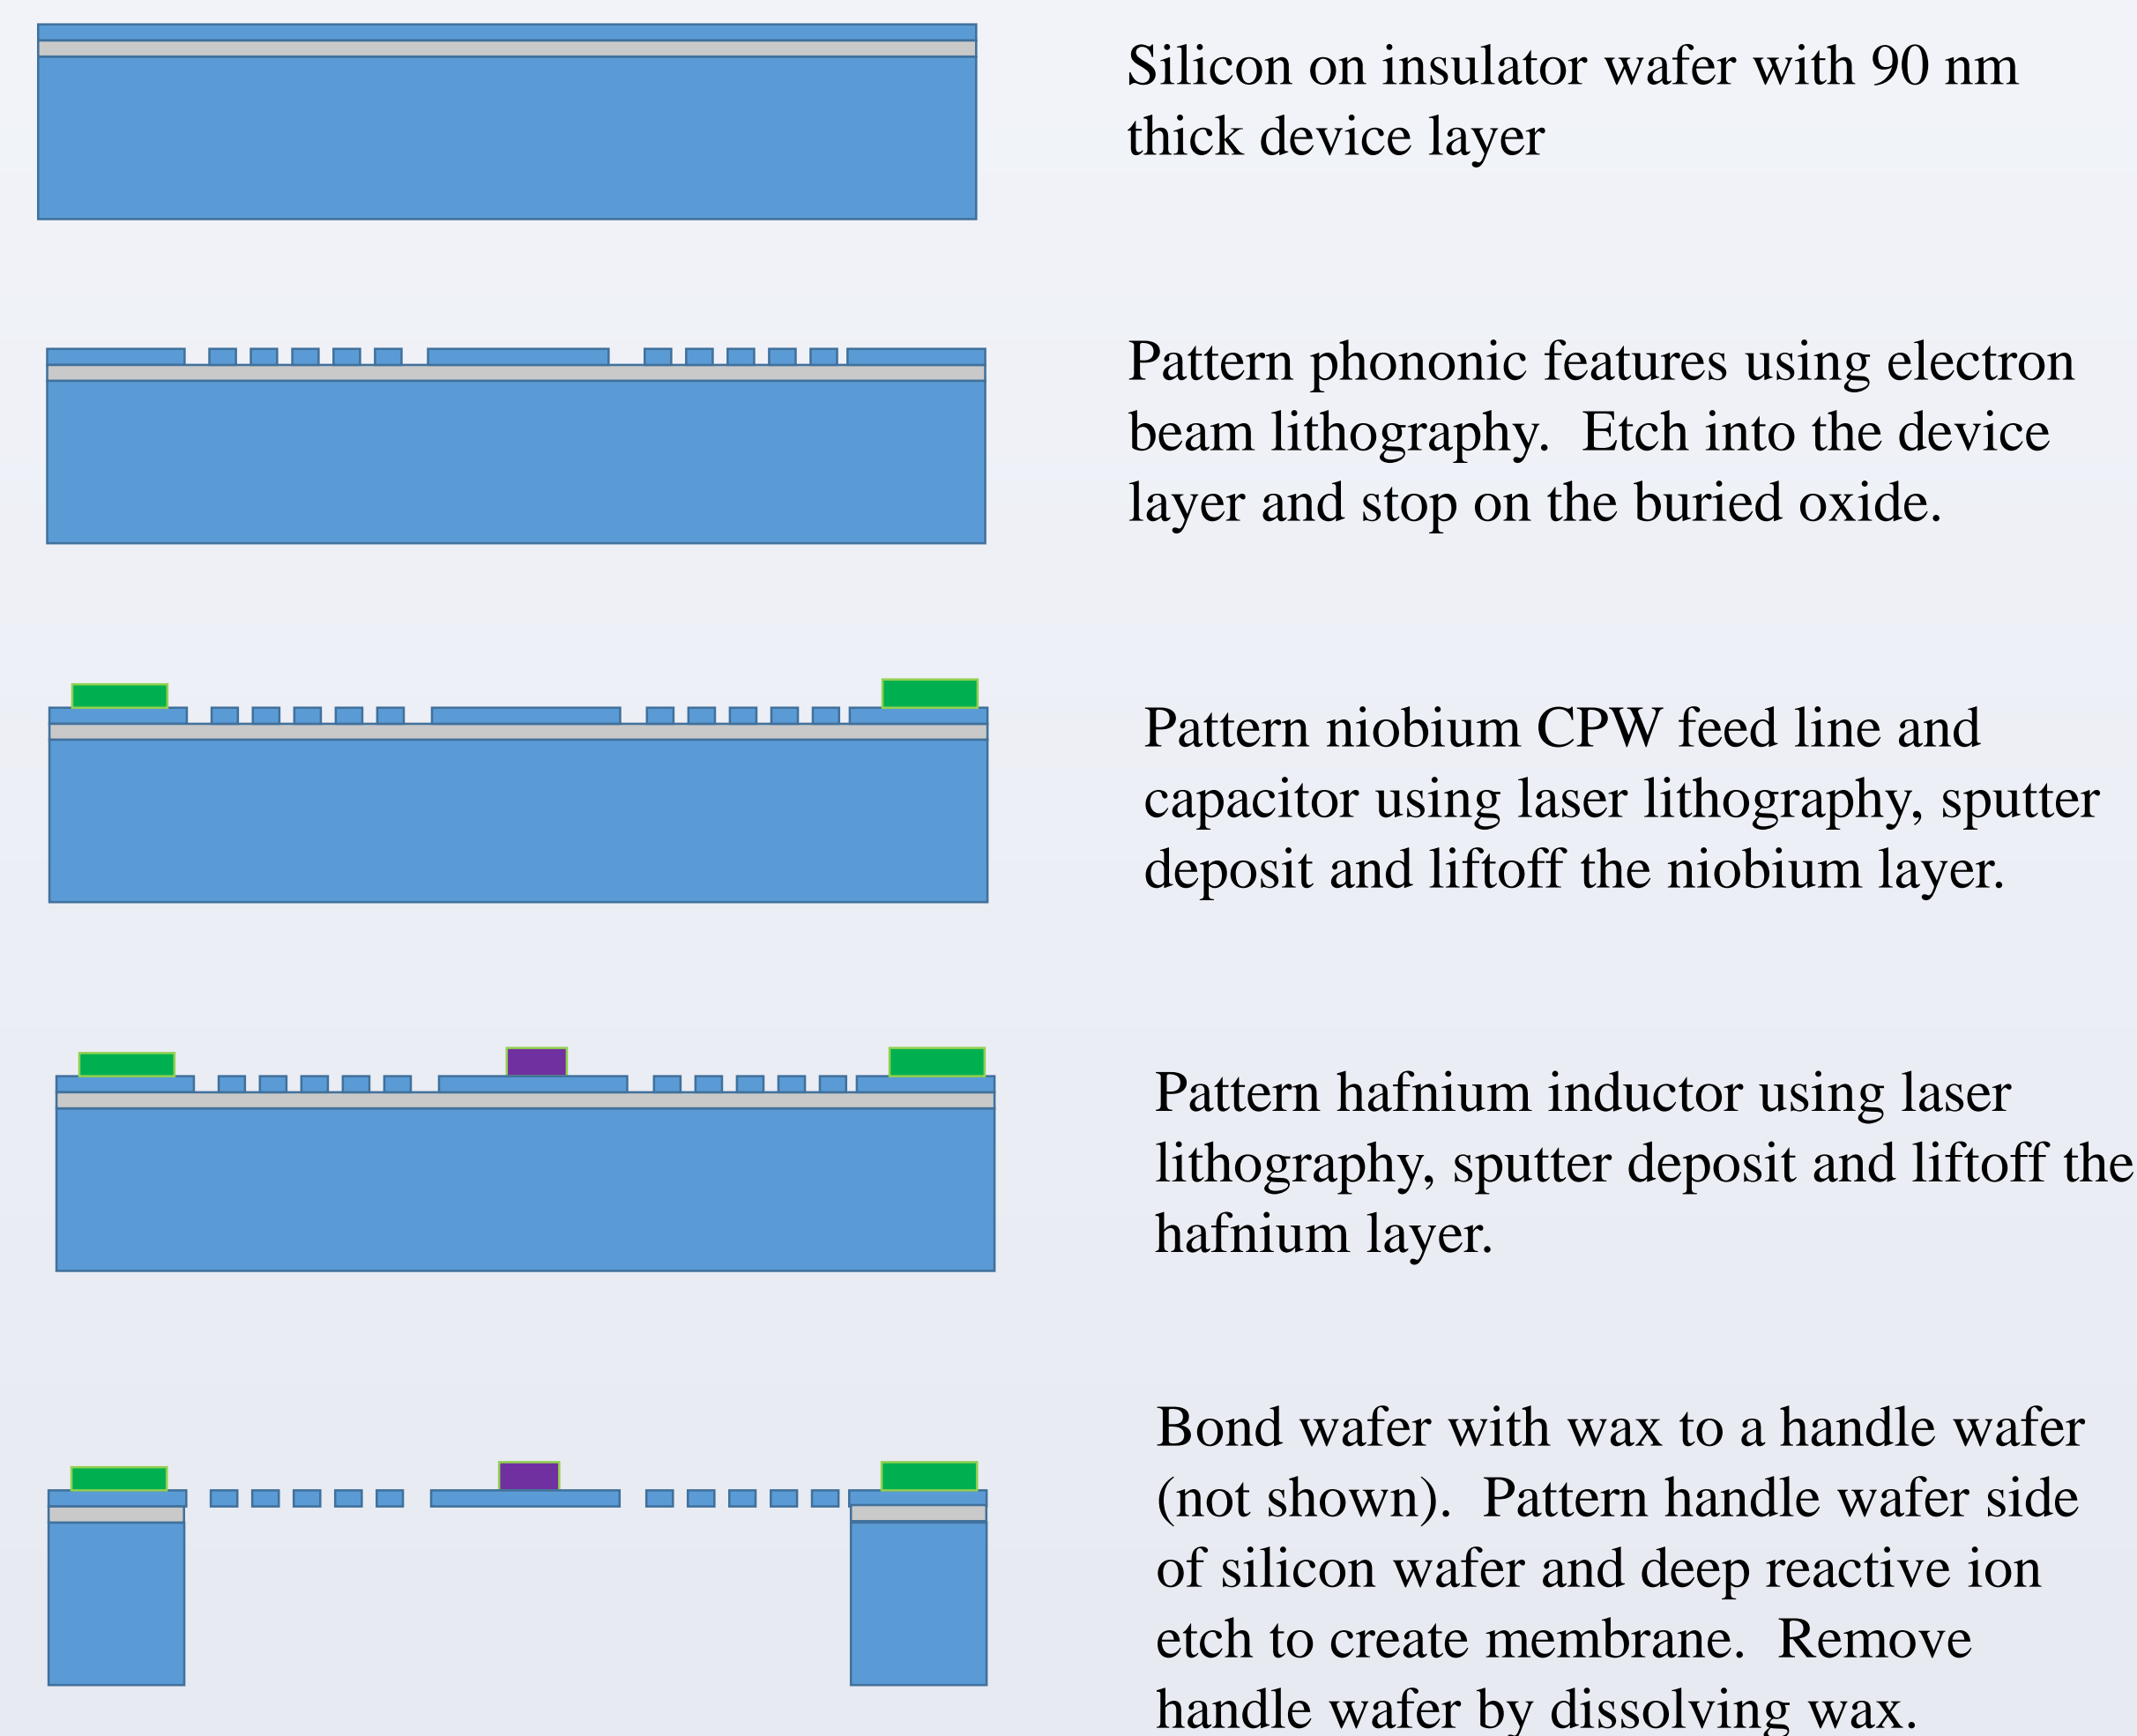 Silicon on insulator wafer with 90 nm
thick device layer
Pattern phononic features using electron
beam lithography.  Etch into the device
layer and stop on the buried oxide.
Pattern niobium CPW feed line and
capacitor using laser lithography, sputter
deposit and liftoff the niobium layer.
Pattern hafnium inductor using laser
lithography, sputter deposit and liftoff the
hafnium layer.
Bond wafer with wax to a handle wafer
(not shown).  Pattern handle wafer side
of silicon wafer and deep reactive ion
etch to create membrane.  Remove
handle wafer by dissolving wax.